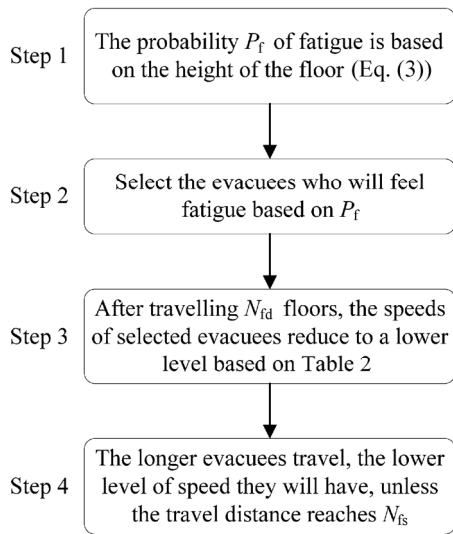 Step 1
The probability Pf of fatigue is based
on the height of the floor (Eq. (3))
Step 2
Select the evacuees who will feel
fatigue based on Pf
Step 3
After travelling Nfd floors, the speeds
of selected evacuees reduce to a lower
level based on Table 2
Step 4
The longer evacuees travel, the lower
level of speed they will have, unless
the travel distance reaches Nfs